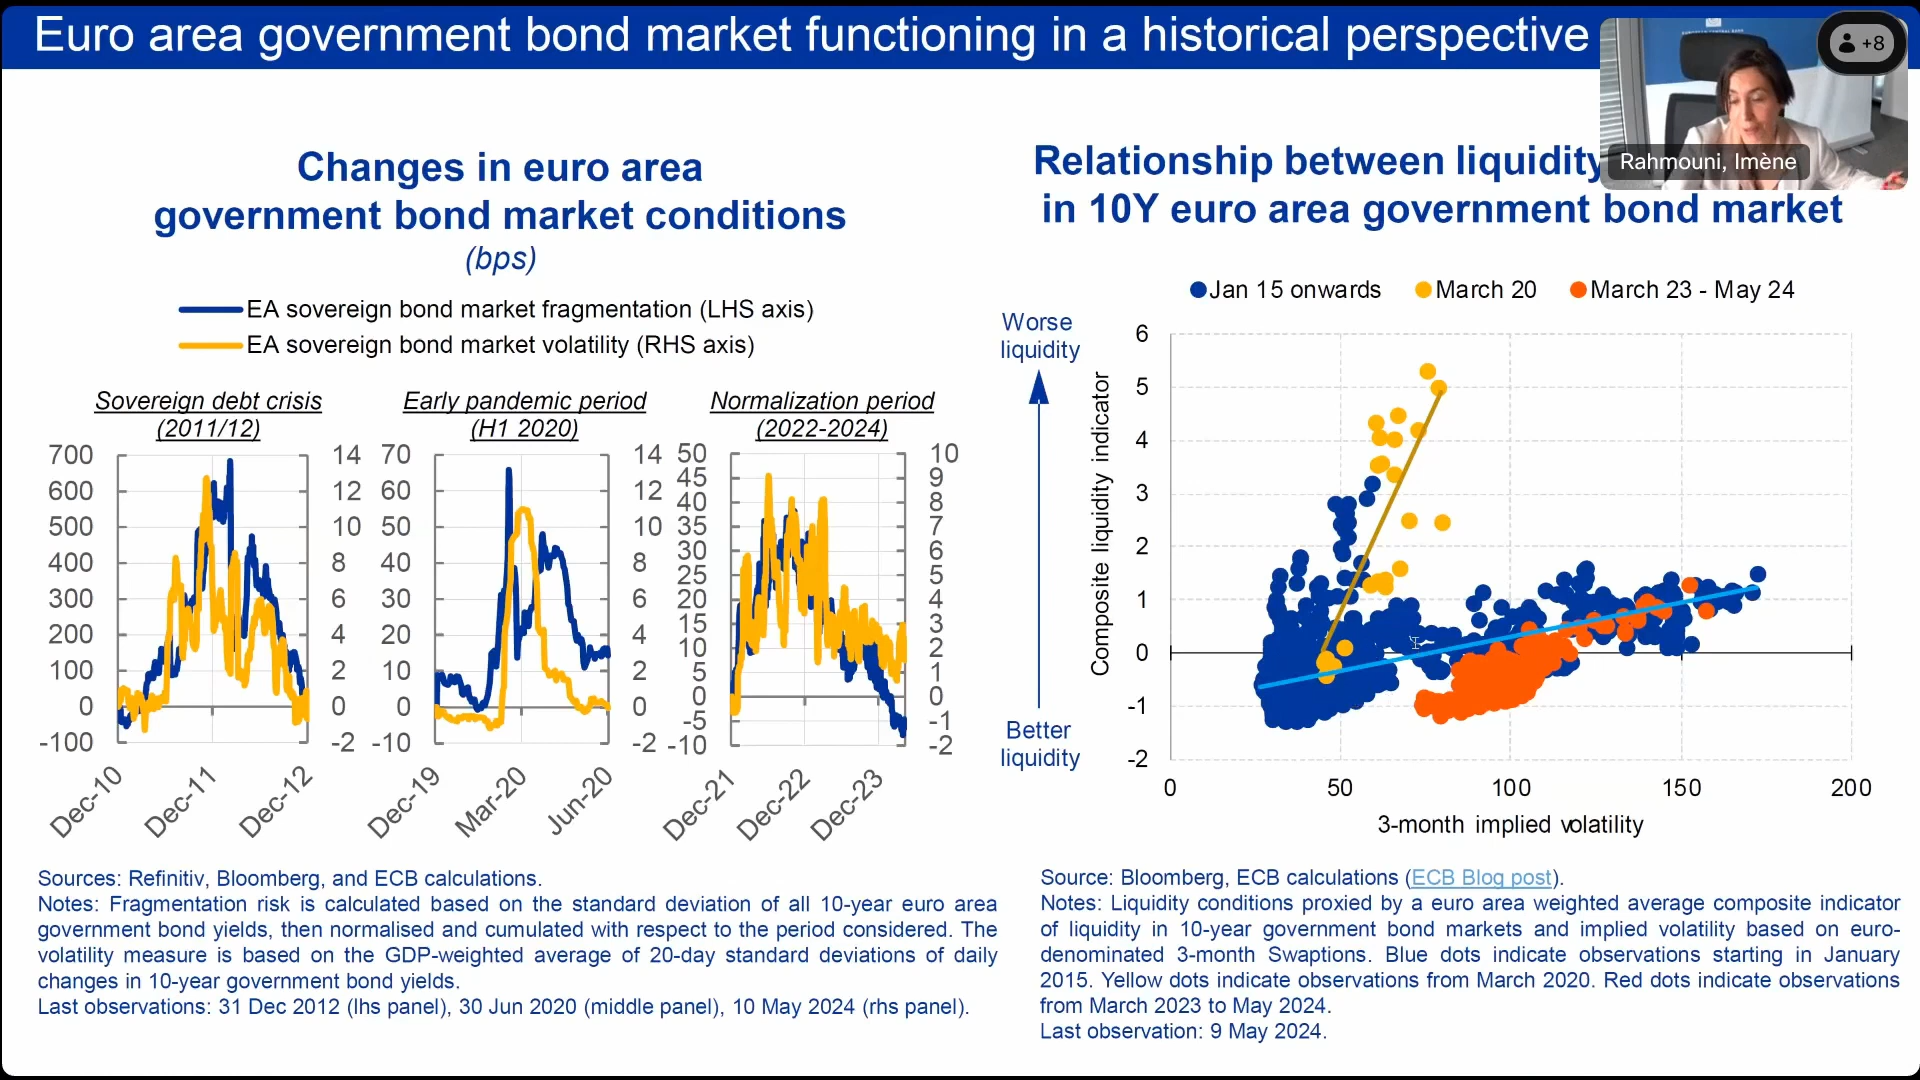 Euro area government bond market functioning in a historical perspective
+8
Rahmouni, Imène
Changes in euro area
government bond market conditions
(bps)
EA sovereign bond market fragmentation (LHS axis)
EA sovereign bond market volatility (RHS axis)
Sovereign debt crisis
(2011/12)
700
600
500
400
300
200
100
0
-100
14
12
10
8
6
4
2
0
-2
Dec-10
Dec-11
Dec-12
Early pandemic period
(H1 2020)
70
60
50
40
30
20
10
0
-10
14
12
10
8
6
4
2
0
-2
Dec-19
Mar-20
Jun-20
Normalization period
(2022-2024)
50
45
40
35
30
25
20
15
10
5
0
-5
-10
10
9
8
7
6
5
4
3
2
1
0
-1
-2
Dec-21
Dec-22
Dec-23
Sources: Refinitiv, Bloomberg, and ECB calculations.
Notes: Fragmentation risk is calculated based on the standard deviation of all 10-year euro area
government bond yields, then normalised and cumulated with respect to the period considered. The
volatility measure is based on the GDP-weighted average of 20-day standard deviations of daily
changes in 10-year government bond yields.
Last observations: 31 Dec 2012 (lhs panel), 30 Jun 2020 (middle panel), 10 May 2024 (rhs panel).
Relationship between liquidity
in 10Y euro area government bond market
Jan 15 onwards
March 20
March 23 - May 24
Worse
liquidity
Better
liquidity
Composite liquidity indicator
6
5
4
3
2
1
0
-1
-2
0
50
100
150
200
3-month implied volatility
Source: Bloomberg, ECB calculations (ECB Blog post).
Notes: Liquidity conditions proxied by a euro area weighted average composite indicator
of liquidity in 10-year government bond markets and implied volatility based on euro-
denominated 3-month Swaptions. Blue dots indicate observations starting in January
2015. Yellow dots indicate observations from March 2020. Red dots indicate observations
from March 2023 to May 2024.
Last observation: 9 May 2024.